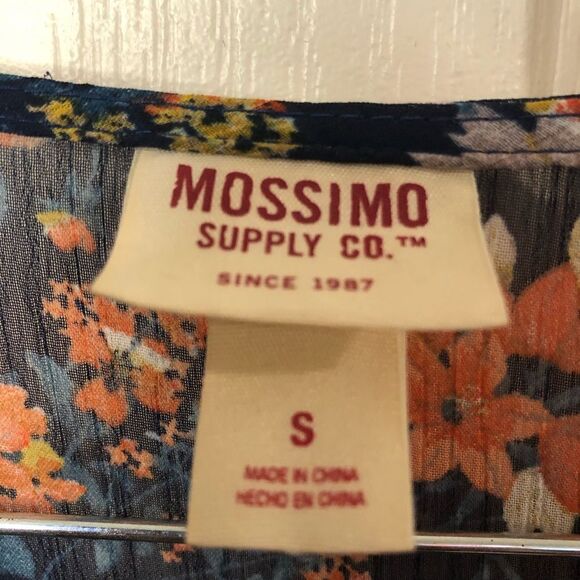 MOSSIMO
SUPPLY CO.™
SINCE 1987
S
MADE IN CHINA
HECHO EN CHINA